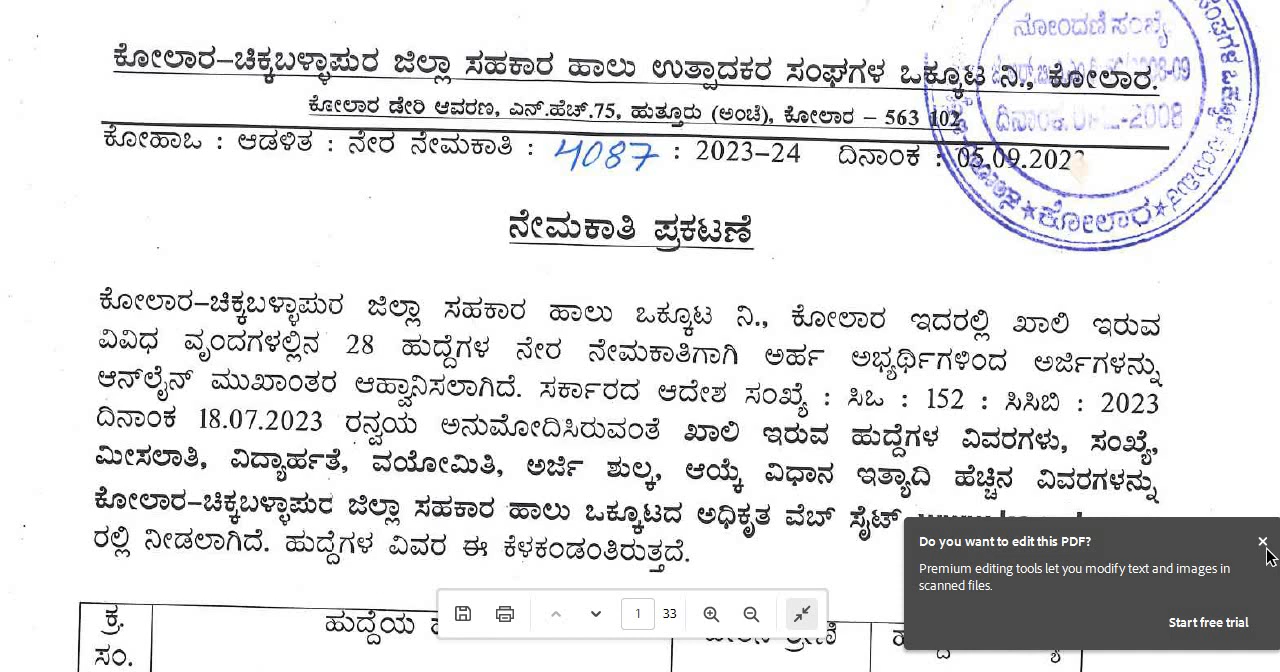 ನೋಂದಣಿ ಸಂಖ್ಯೆ
ಕೋಲಾರ–ಚಿಕ್ಕಬಳ್ಳಾಪುರ ಜಿಲ್ಲಾ ಸಹಕಾರ ಹಾಲು ಉತ್ಪಾದಕರ ಸಂಘಗಳ ಒಕ್ಕೂಟ ನಿ., ಕೋಲಾರ.
ಕೋಲಾರ ಡೇರಿ ಆವರಣ, ಎನ್.ಹೆಚ್.75, ಹುತ್ತೂರು (ಅಂಚೆ), ಕೋಲಾರ – 563 102
ಕೋಹಾಒ : ಆಡಳಿತ : ನೇರ ನೇಮಕಾತಿ : 4087 : 2023–24 ದಿನಾಂಕ : 05.09.2023
★ಕೋಲಾರ★
ನೇಮಕಾತಿ ಪ್ರಕಟಣೆ
ಕೋಲಾರ–ಚಿಕ್ಕಬಳ್ಳಾಪುರ ಜಿಲ್ಲಾ ಸಹಕಾರ ಹಾಲು ಒಕ್ಕೂಟ ನಿ., ಕೋಲಾರ ಇದರಲ್ಲಿ ಖಾಲಿ ಇರುವ
ವಿವಿಧ ವೃಂದಗಳಲ್ಲಿನ 28 ಹುದ್ದೆಗಳ ನೇರ ನೇಮಕಾತಿಗಾಗಿ ಅರ್ಹ ಅಭ್ಯರ್ಥಿಗಳಿಂದ ಅರ್ಜಿಗಳನ್ನು
ಆನ್‌ಲೈನ್ ಮುಖಾಂತರ ಆಹ್ವಾನಿಸಲಾಗಿದೆ. ಸರ್ಕಾರದ ಆದೇಶ ಸಂಖ್ಯೆ : ಸಿಒ : 152 : ಸಿಸಿಬಿ : 2023
ದಿನಾಂಕ 18.07.2023 ರನ್ವಯ ಅನುಮೋದಿಸಿರುವಂತೆ ಖಾಲಿ ಇರುವ ಹುದ್ದೆಗಳ ವಿವರಗಳು, ಸಂಖ್ಯೆ,
ಮೀಸಲಾತಿ, ವಿದ್ಯಾರ್ಹತೆ, ವಯೋಮಿತಿ, ಅರ್ಜಿ ಶುಲ್ಕ, ಆಯ್ಕೆ ವಿಧಾನ ಇತ್ಯಾದಿ ಹೆಚ್ಚಿನ ವಿವರಗಳನ್ನು
ಕೋಲಾರ–ಚಿಕ್ಕಬಳ್ಳಾಪುರ ಜಿಲ್ಲಾ ಸಹಕಾರ ಹಾಲು ಒಕ್ಕೂಟದ ಅಧಿಕೃತ ವೆಬ್ ಸೈಟ್
ರಲ್ಲಿ ನೀಡಲಾಗಿದೆ. ಹುದ್ದೆಗಳ ವಿವರ ಈ ಕೆಳಕಂಡಂತಿರುತ್ತದೆ.
Do you want to edit this PDF?
Premium editing tools let you modify text and images in
scanned files.
Start free trial
1 33
ಕ್ರ. ಹುದ್ದೆಯ
ಸಂ.